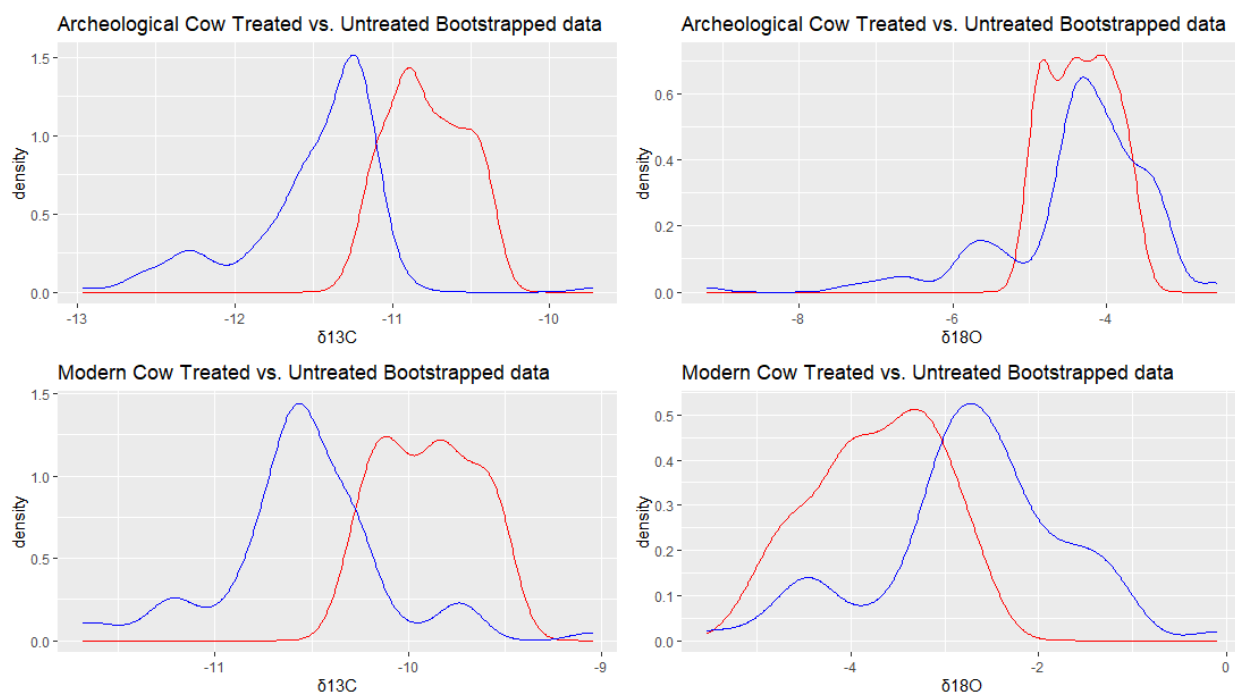 Archeological Cow Treated vs. Untreated Bootstrapped data
1.5
1.0
0.5
0.0
density
-13
-12
-11
-10
δ13C
Archeological Cow Treated vs. Untreated Bootstrapped data
0.6
0.4
0.2
0.0
density
-8
-6
-4
δ18O
Modern Cow Treated vs. Untreated Bootstrapped data
1.5
1.0
0.5
0.0
density
-11
-10
-9
δ13C
Modern Cow Treated vs. Untreated Bootstrapped data
0.5
0.4
0.3
0.2
0.1
0.0
density
-4
-2
0
δ18O